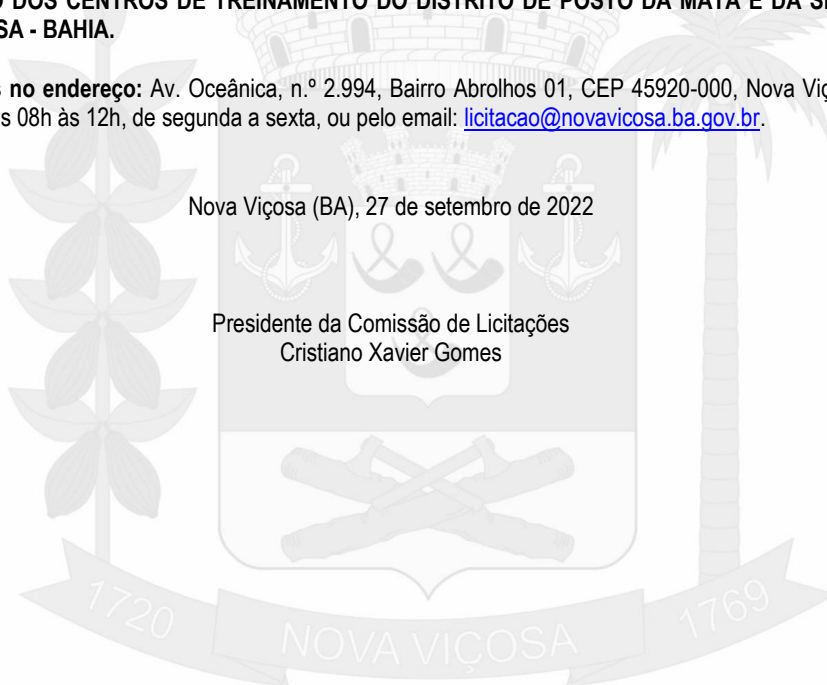 DOS CENTROS DE TREINAMENTO DO DISTRITO DE POSTO DA MATA E DA
SA - BAHIA.
no endereço: Av. Oceânica, n.º 2.994, Bairro Abrolhos 01, CEP 45920-000, Nova
08h às 12h, de segunda a sexta, ou pelo email: licitacao@novavicosa.ba.gov.br.
Nova Viçosa (BA), 27 de setembro de 2022
Presidente da Comissão de Licitações
Cristiano Xavier Gomes
1720 NOVA VIÇOSA 1769